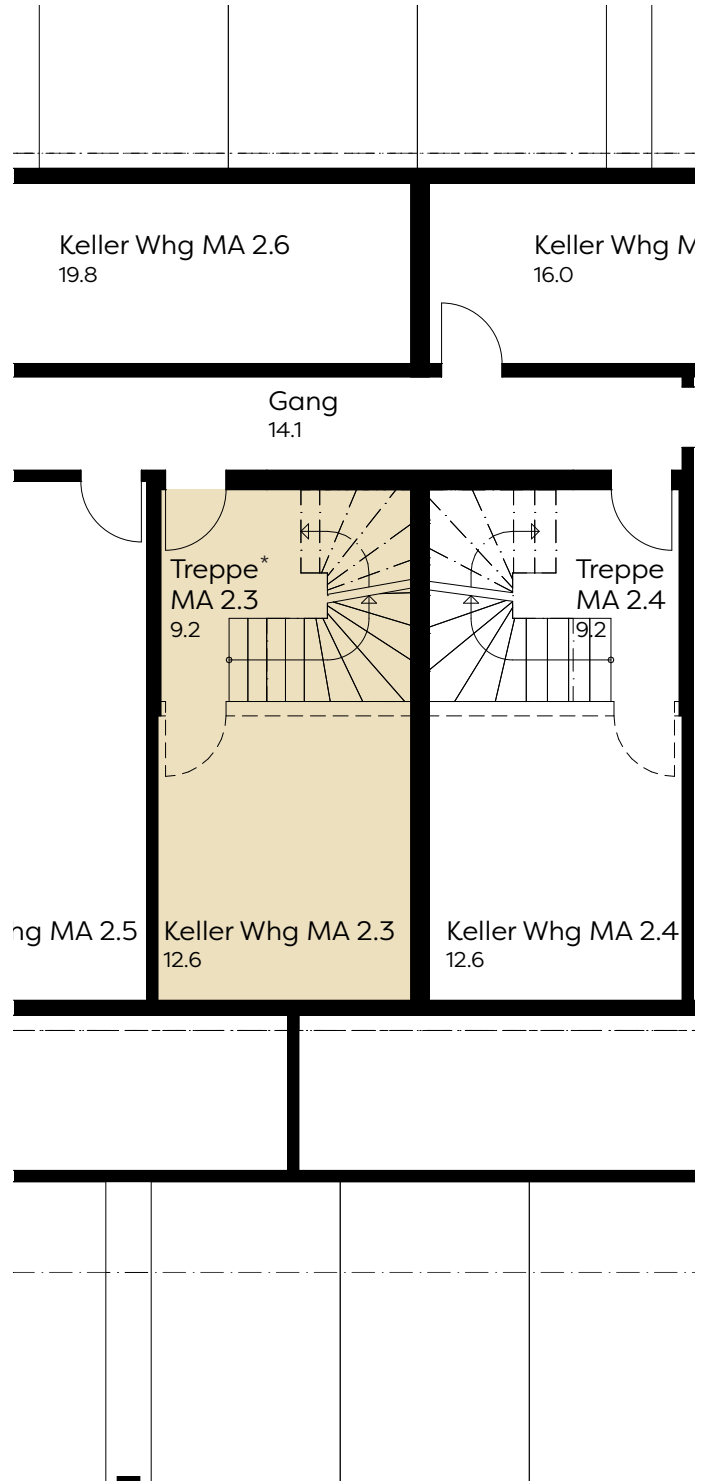 Keller Whg MA 2.6
19.8
Keller Whg M
16.0
Gang
14.1
Treppe*
MA 2.3
9.2
Treppe
MA 2.4
9.2
ng MA 2.5
Keller Whg MA 2.3
12.6
Keller Whg MA 2.4
12.6